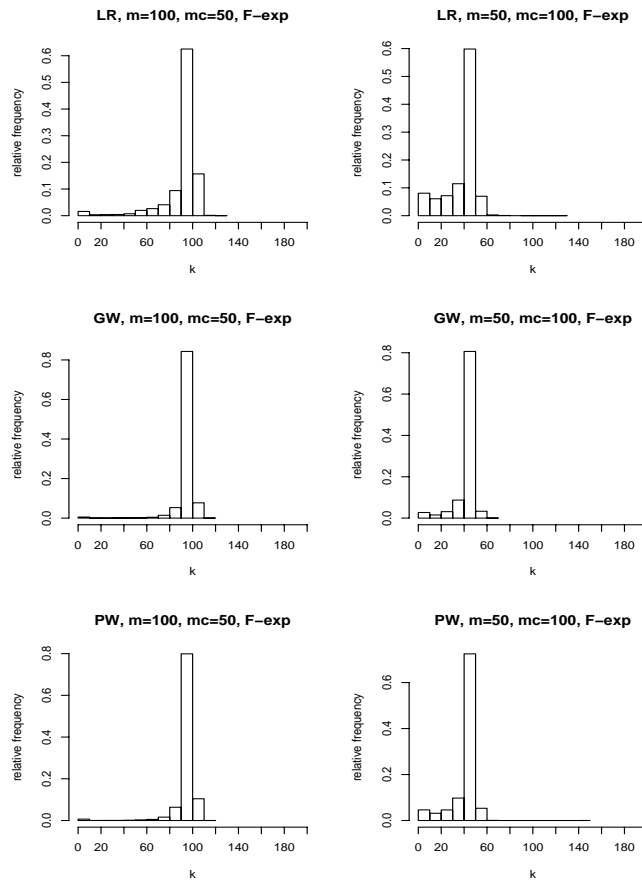 LR, m=100, mc=50, F−exp
relative frequency
0.0 0.1 0.2 0.3 0.4 0.5 0.6
0 20 60 100 140 180
k
LR, m=50, mc=100, F−exp
relative frequency
0.0 0.1 0.2 0.3 0.4 0.5 0.6
0 20 60 100 140 180
k
GW, m=100, mc=50, F−exp
relative frequency
0.0 0.2 0.4 0.6 0.8
0 20 60 100 140 180
k
GW, m=50, mc=100, F−exp
relative frequency
0.0 0.2 0.4 0.6 0.8
0 20 60 100 140 180
k
PW, m=100, mc=50, F−exp
relative frequency
0.0 0.2 0.4 0.6 0.8
0 20 60 100 140 180
k
PW, m=50, mc=100, F−exp
relative frequency
0.0 0.2 0.4 0.6
0 20 60 100 140 180
k